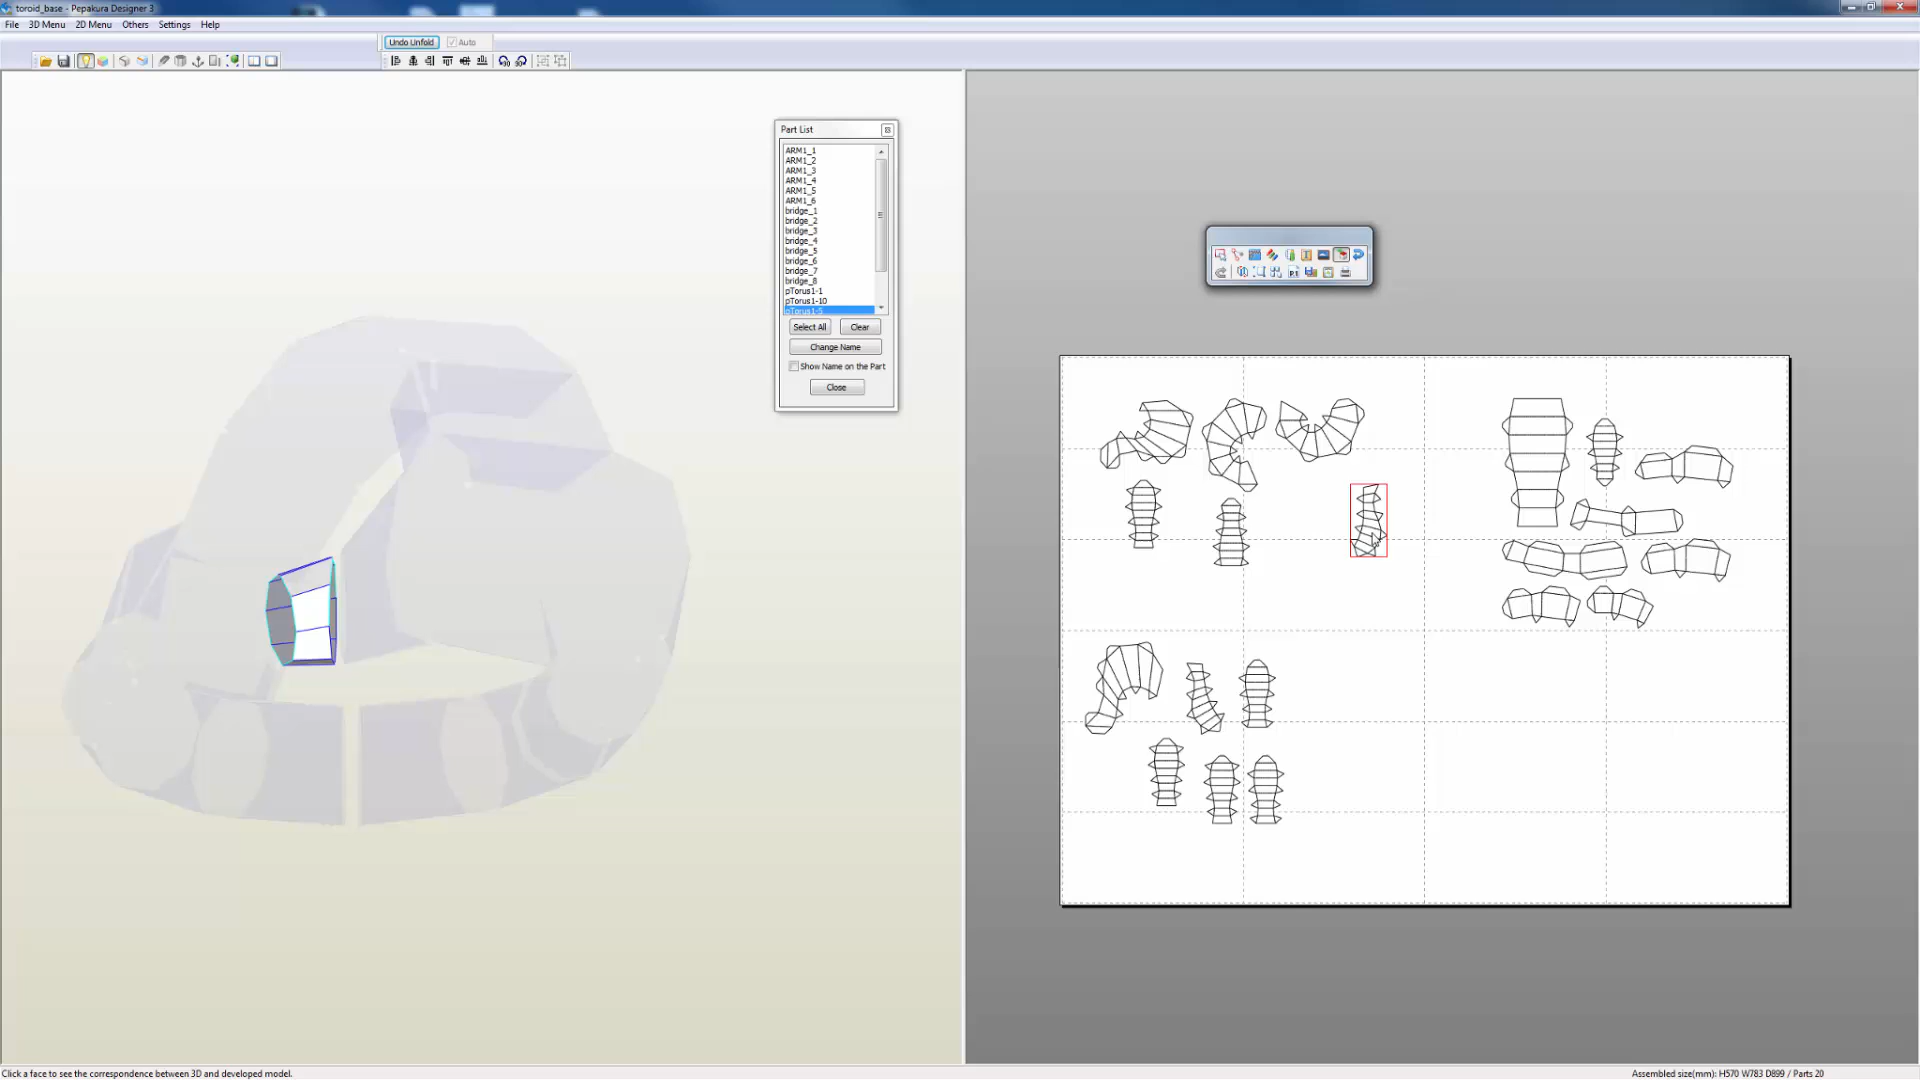 toroid_base - Pepakura Designer 3
File 3D Menu 2D Menu Others Settings Help
Undo Unfold Auto
Part List
ARM1_1
ARM1_2
ARM1_3
ARM1_4
ARM1_5
ARM1_6
bridge_1
bridge_2
bridge_3
bridge_4
bridge_5
bridge_6
bridge_7
bridge_8
pTorus1-1
pTorus1-10
pTorus1-5
Select All Clear
Change Name
Show Name on the Part
Close
Click a face to see the correspondence between 3D and developed model.
Assembled size(mm): H570 W783 D899 / Parts 20